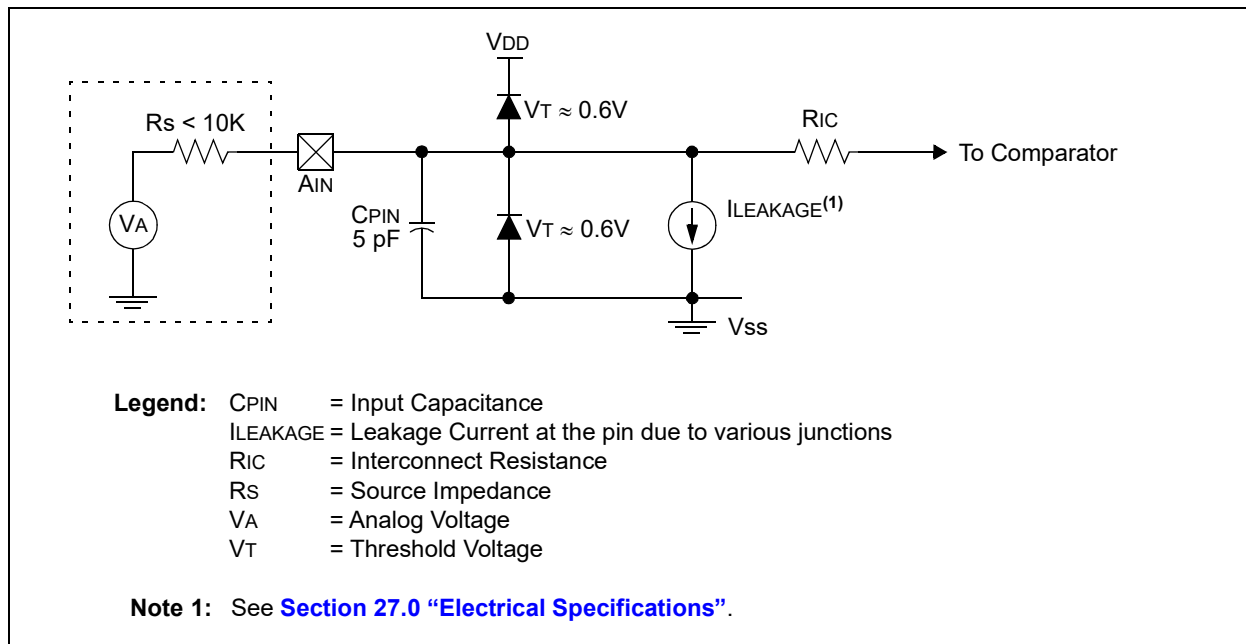 VDD
VT ≈ 0.6V
Rs < 10K
RIC
To Comparator
AIN
CPIN
5 pF
VT ≈ 0.6V
ILEAKAGE(1)
VA
Vss
Legend: CPIN = Input Capacitance
ILEAKAGE = Leakage Current at the pin due to various junctions
RIC = Interconnect Resistance
RS = Source Impedance
VA = Analog Voltage
VT = Threshold Voltage
Note 1: See Section 27.0 “Electrical Specifications”.